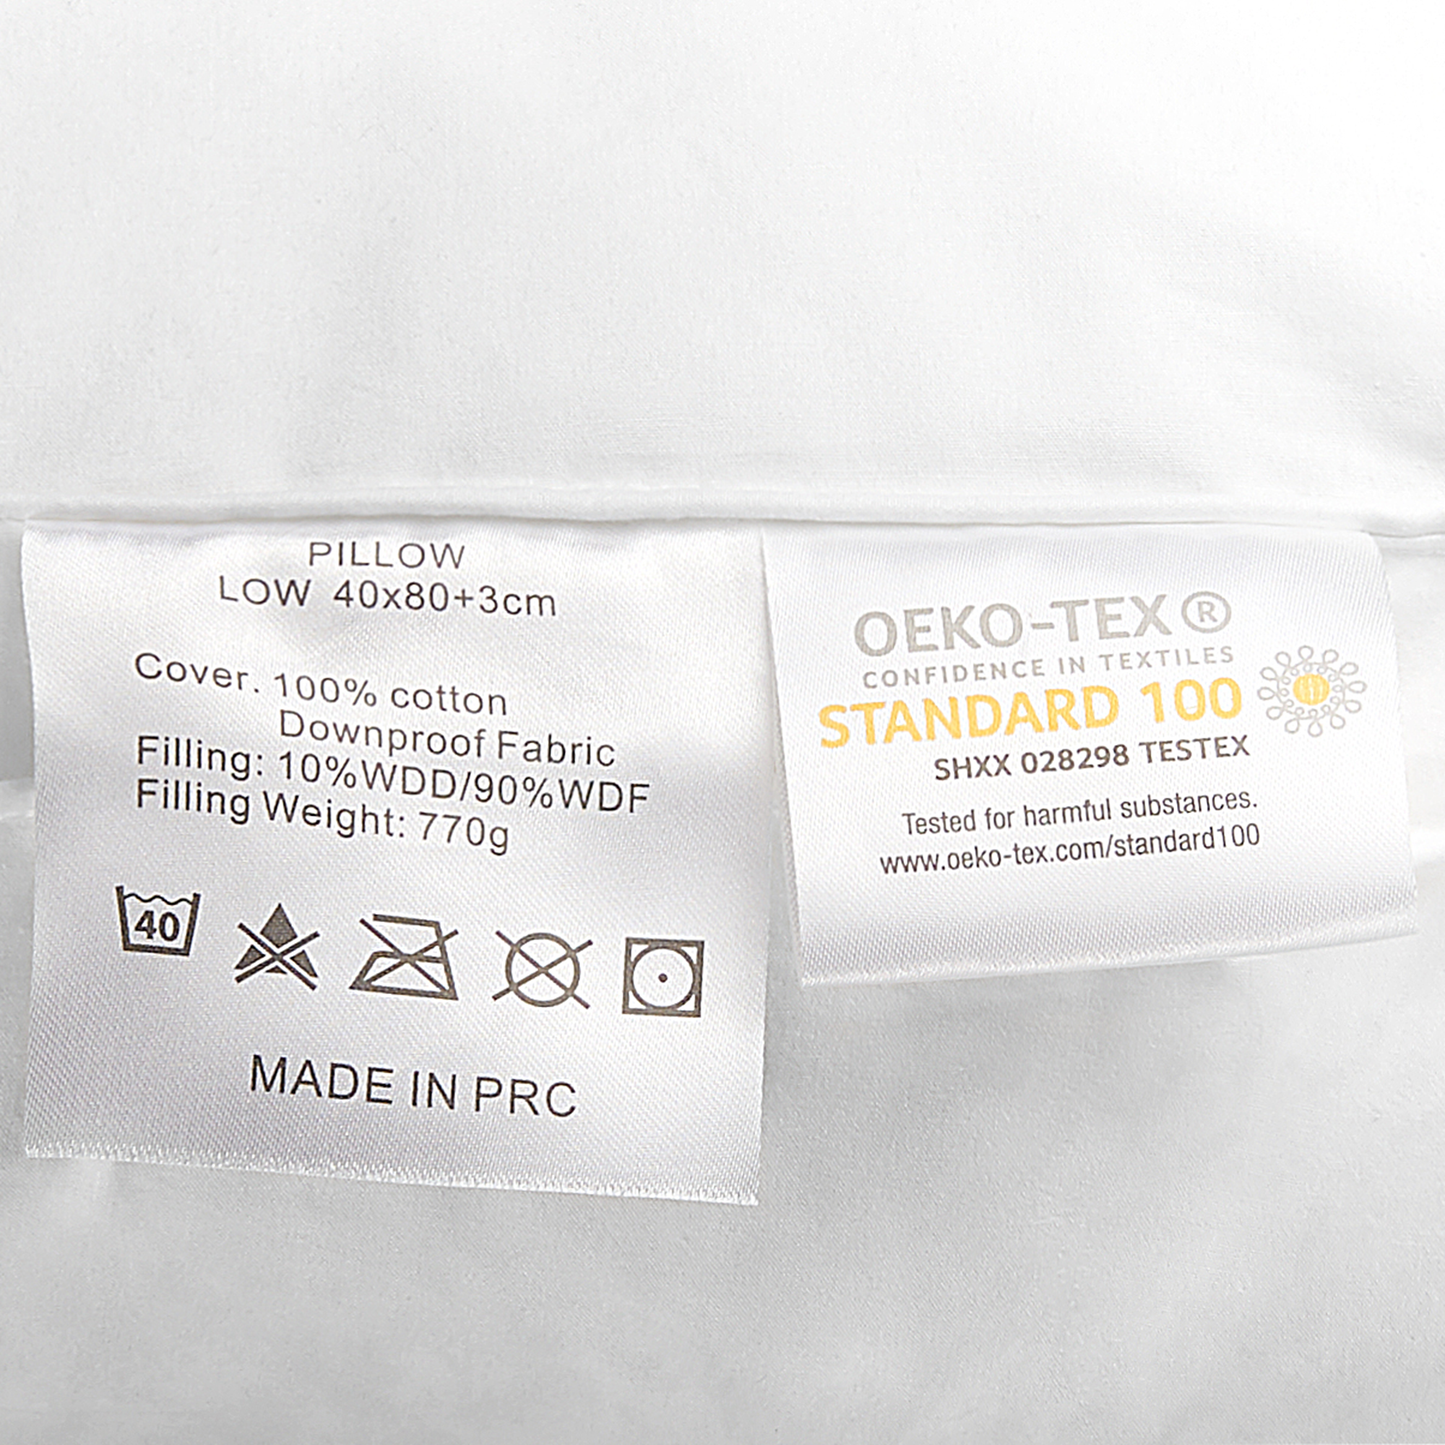 PILLOW
LOW 40x80+3cm
Cover. 100% cotton
Downproof Fabric
Filling: 10%WDD/90%WDF
Filling Weight: 770g
40
MADE IN PRC
OEKO-TEX®
CONFIDENCE IN TEXTILES
STANDARD 100
SHXX 028298 TESTEX
Tested for harmful substances.
www.oeko-tex.com/standard100